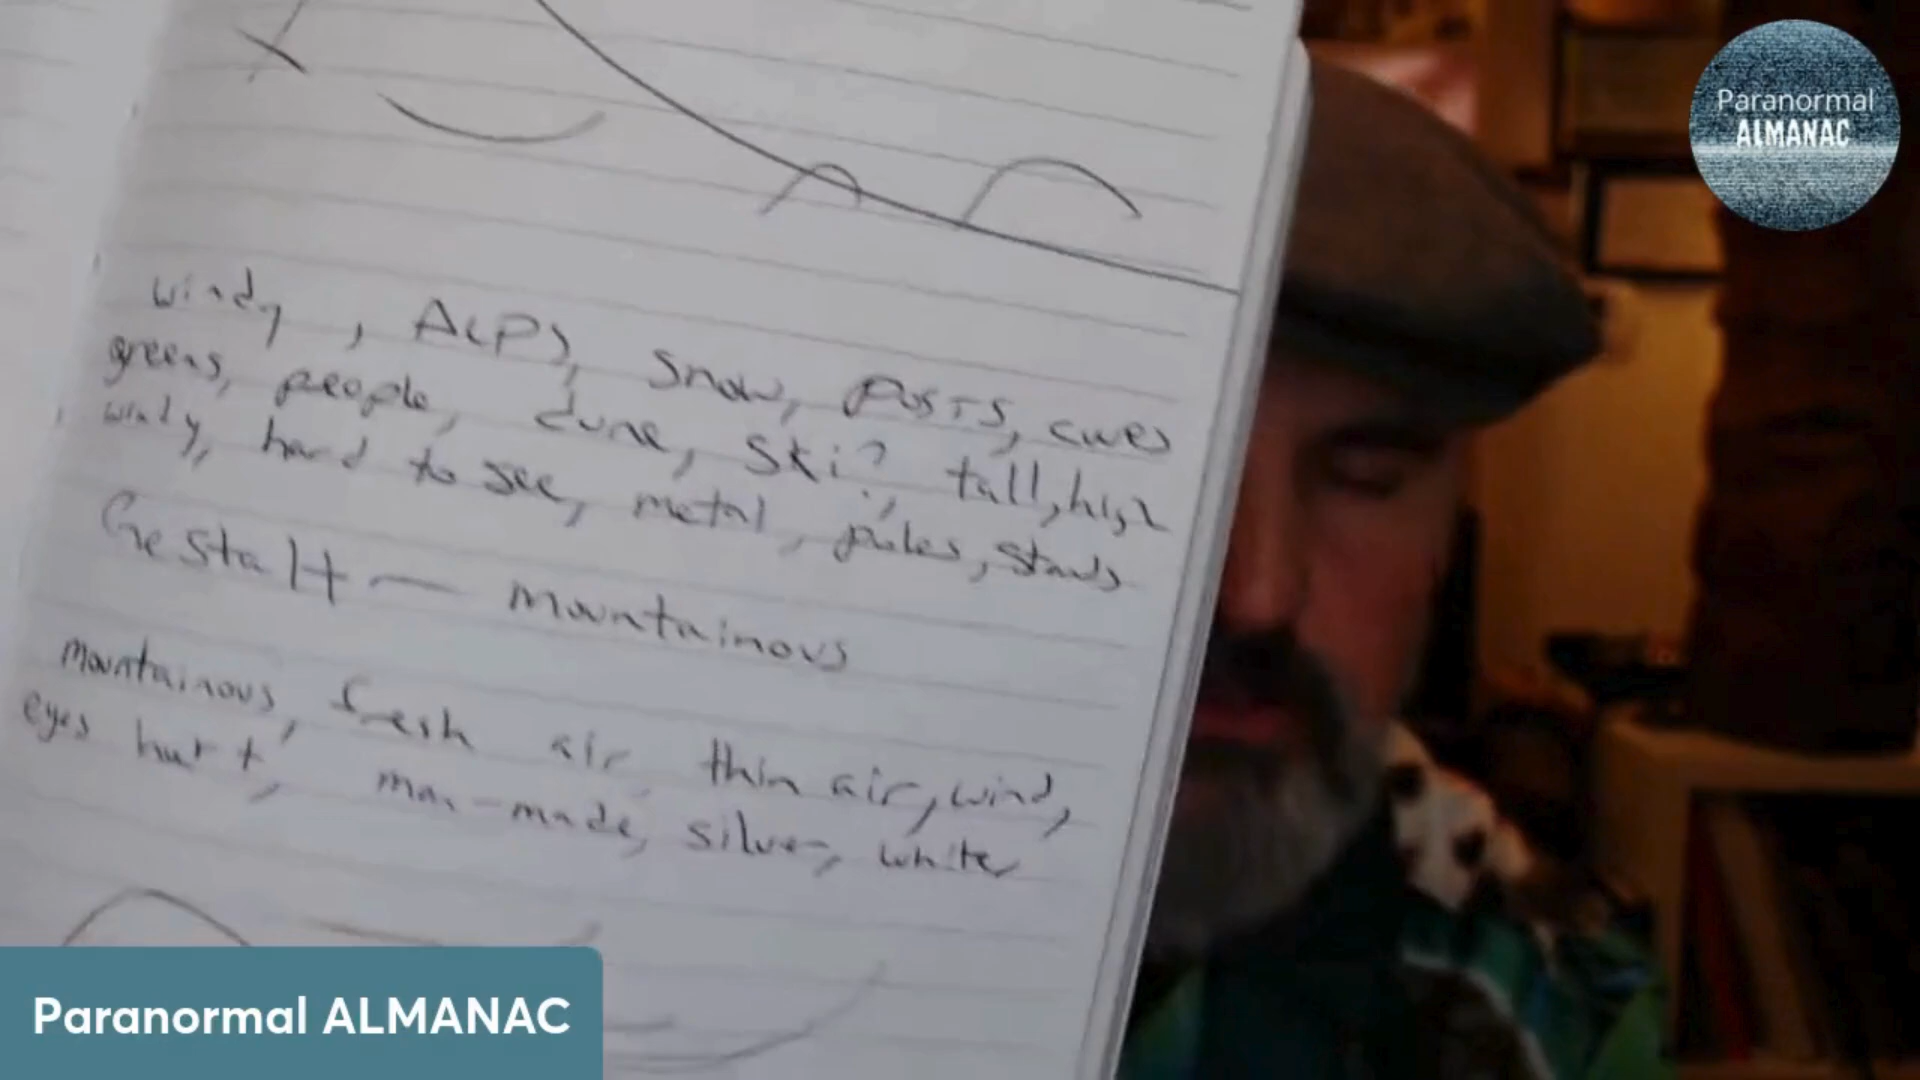 Paranormal
ALMANAC
windy, ALPS, snow, posts, cures
greens, people, dune, ski?, tall, high
windy, hard to see, metal, poles, stands
Gestalt — mountainous
mountainous, fresh air, thin air, wind,
eyes hurt, man-made, silver, white
Paranormal ALMANAC